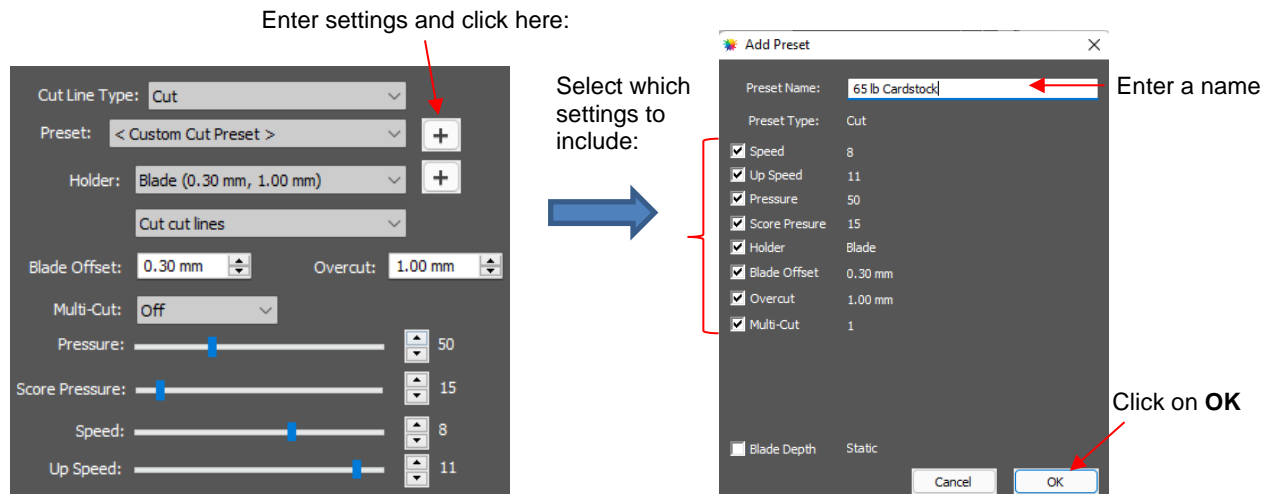 Enter settings and click here:
Cut Line Type: Cut
Preset: < Custom Cut Preset > +
Holder: Blade (0.30 mm, 1.00 mm) +
Cut cut lines
Blade Offset: 0.30 mm Overcut: 1.00 mm
Multi-Cut: Off
Pressure: 50
Score Pressure: 15
Speed: 8
Up Speed: 11
Select which
settings to
include:
Add Preset
Preset Name: 65 lb Cardstock
Enter a name
Preset Type: Cut
Speed 8
Up Speed 11
Pressure 50
Score Presure 15
Holder Blade
Blade Offset 0.30 mm
Overcut 1.00 mm
Multi-Cut 1
Click on OK
Blade Depth Static
Cancel OK